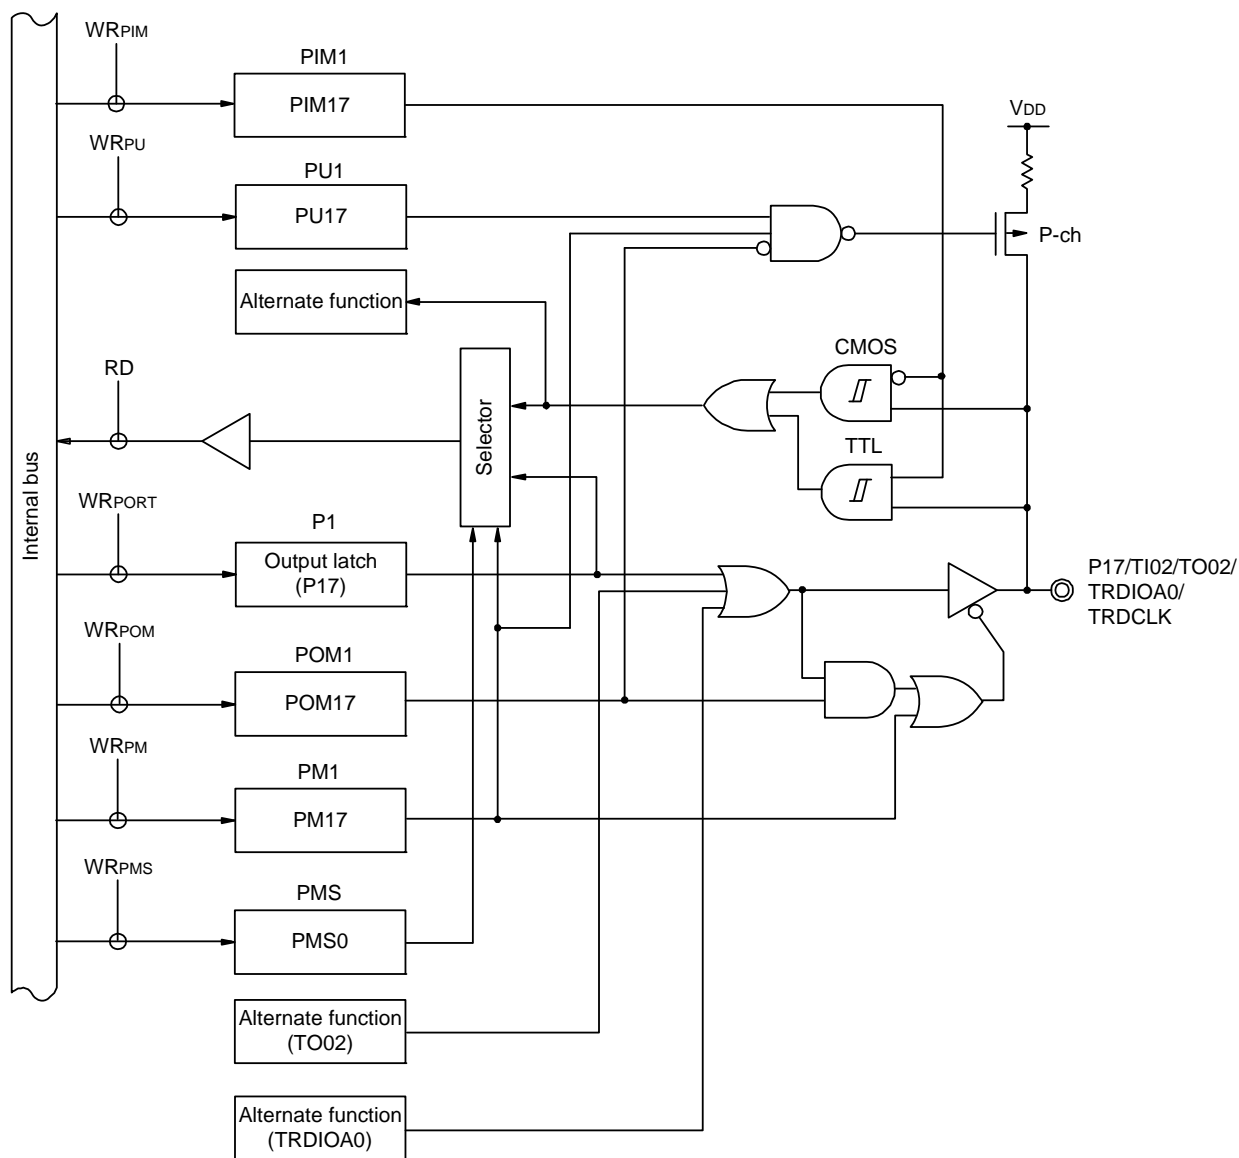 WRPIM
PIM1
PIM17
VDD
WRPU
PU1
PU17
P-ch
Alternate function
RD
CMOS
Selector
TTL
Internal bus
WRPORT
P1
Output latch
(P17)
P17/TI02/TO02/
TRDIOA0/
TRDCLK
WRPOM
POM1
POM17
WRPM
PM1
PM17
WRPMS
PMS
PMS0
Alternate function
(TO02)
Alternate function
(TRDIOA0)